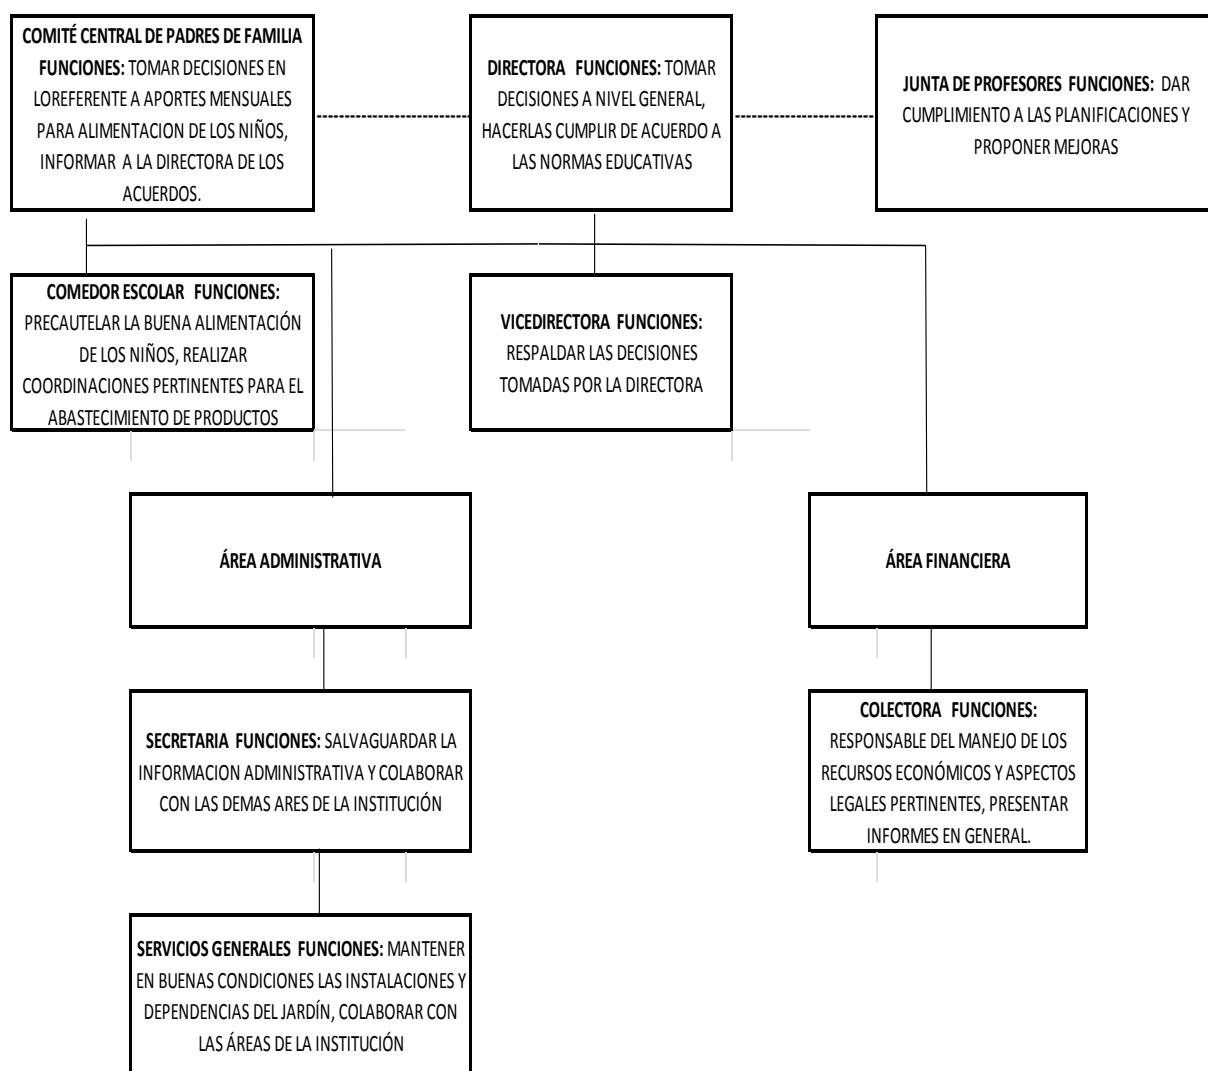 COMITÉ CENTRAL DE PADRES DE FAMILIA
FUNCIONES: TOMAR DECISIONES EN
LOREFERENTE A APORTES MENSUALES
PARA ALIMENTACION DE LOS NIÑOS,
INFORMAR A LA DIRECTORA DE LOS
ACUERDOS.
DIRECTORA FUNCIONES: TOMAR
DECISIONES A NIVEL GENERAL,
HACERLAS CUMPLIR DE ACUERDO A
LAS NORMAS EDUCATIVAS
JUNTA DE PROFESORES FUNCIONES: DAR
CUMPLIMIENTO A LAS PLANIFICACIONES Y
PROPONER MEJORAS
COMEDOR ESCOLAR FUNCIONES:
PRECAUTELAR LA BUENA ALIMENTACIÓN
DE LOS NIÑOS, REALIZAR
COORDINACIONES PERTINENTES PARA EL
ABASTECIMIENTO DE PRODUCTOS
VICEDIRECTORA FUNCIONES:
RESPALDAR LAS DECISIONES
TOMADAS POR LA DIRECTORA
ÁREA ADMINISTRATIVA
ÁREA FINANCIERA
SECRETARIA FUNCIONES: SALVAGUARDAR LA
INFORMACION ADMINISTRATIVA Y COLABORAR
CON LAS DEMAS ARES DE LA INSTITUCIÓN
COLECTORA FUNCIONES:
RESPONSABLE DEL MANEJO DE LOS
RECURSOS ECONÓMICOS Y ASPECTOS
LEGALES PERTINENTES, PRESENTAR
INFORMES EN GENERAL.
SERVICIOS GENERALES FUNCIONES: MANTENER
EN BUENAS CONDICIONES LAS INSTALACIONES Y
DEPENDENCIAS DEL JARDÍN, COLABORAR CON
LAS ÁREAS DE LA INSTITUCIÓN